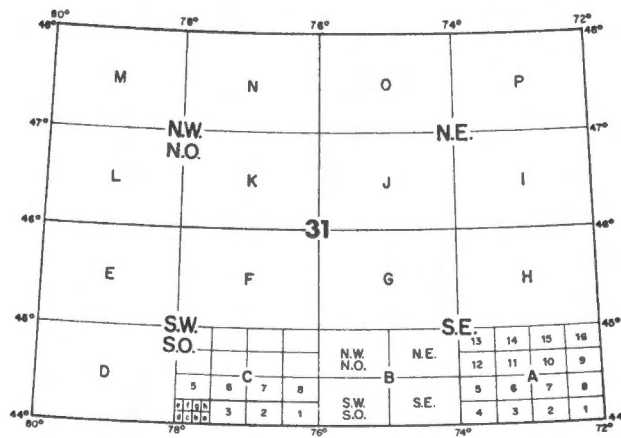 80° 78° 76° 74° 72°
48° 48°
M N O P
47° N.W. N.E. 47°
N.O.
L K J I
46° 31 46°
E F G H
45° S.W. S.E. 45°
S.O.
13 14 15 16
N.W. N.E.
N.O.
12 11 10 9
D C B A
5 6 7 8 5 6 7 8
e f g h
S.W. S.E.
S.O.
d c b a 3 2 1 4 3 2 1
44° 44°
80° 78° 76° 74° 72°